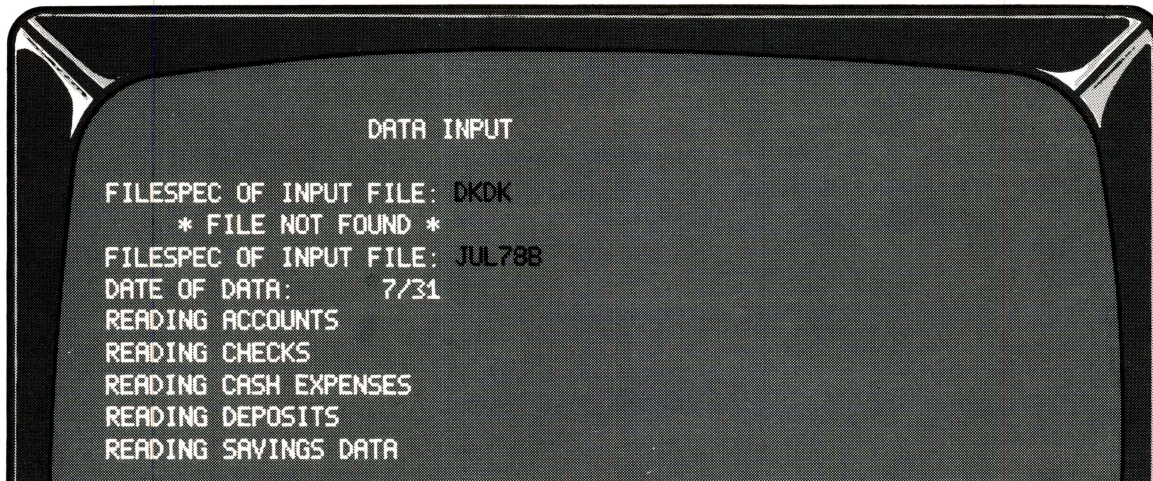 DATA INPUT
FILESPEC OF INPUT FILE: DKDK
* FILE NOT FOUND *
FILESPEC OF INPUT FILE: JUL78B
DATE OF DATA: 7/31
READING ACCOUNTS
READING CHECKS
READING CASH EXPENSES
READING DEPOSITS
READING SAVINGS DATA